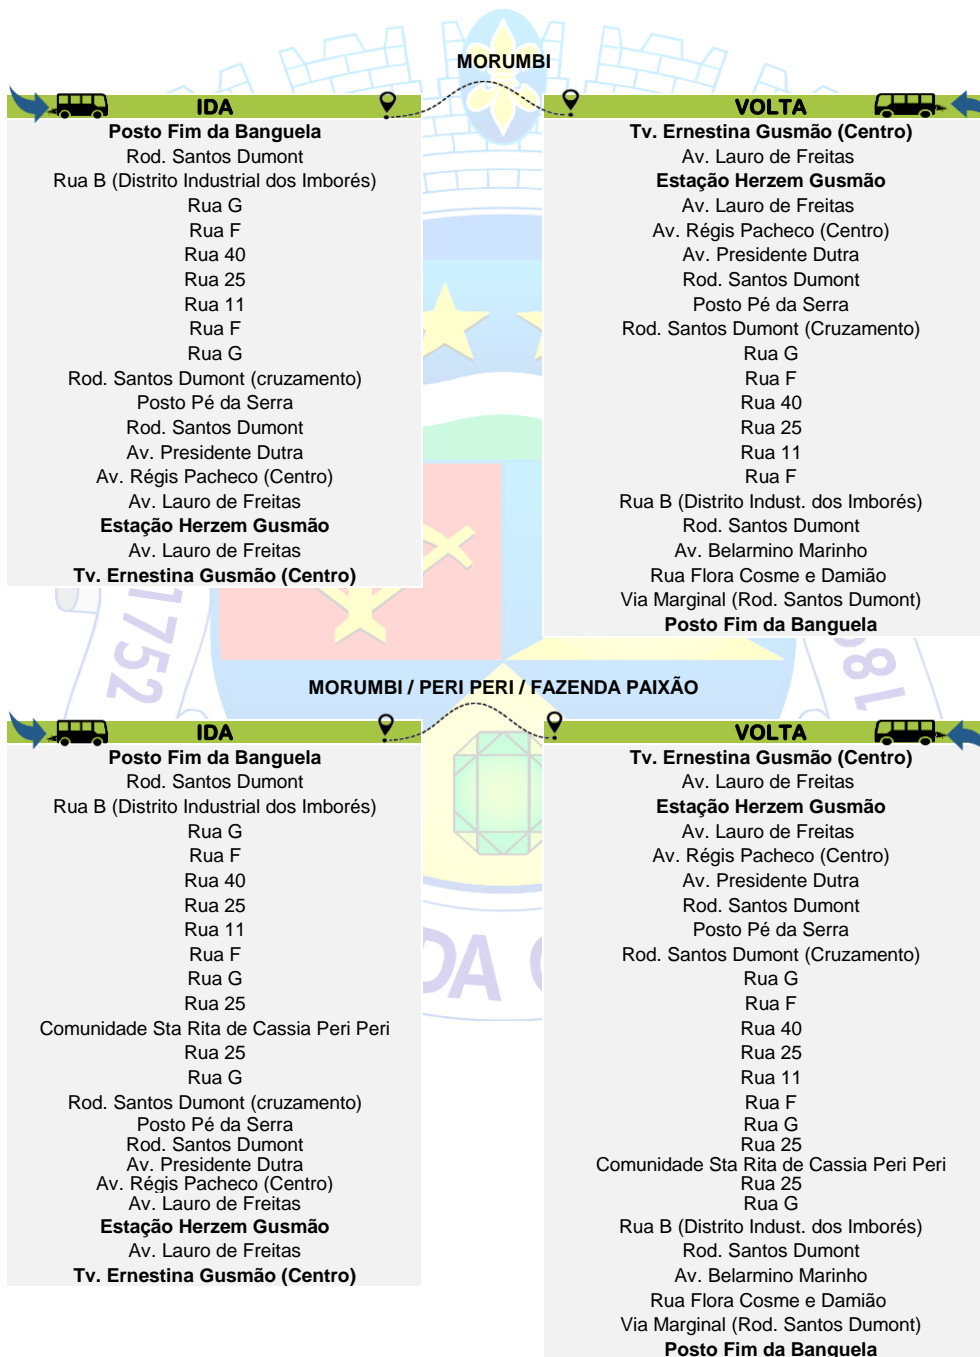 MORUMBI
IDA
Posto Fim da Banguela
Rod. Santos Dumont
Rua B (Distrito Industrial dos Imborés)
Rua G
Rua F
Rua 40
Rua 25
Rua 11
Rua F
Rua G
Rod. Santos Dumont (cruzamento)
Posto Pé da Serra
Rod. Santos Dumont
Av. Presidente Dutra
Av. Régis Pacheco (Centro)
Av. Lauro de Freitas
Estação Herzem Gusmão
Av. Lauro de Freitas
Tv. Ernestina Gusmão (Centro)
VOLTA
Tv. Ernestina Gusmão (Centro)
Av. Lauro de Freitas
Estação Herzem Gusmão
Av. Lauro de Freitas
Av. Régis Pacheco (Centro)
Av. Presidente Dutra
Rod. Santos Dumont
Posto Pé da Serra
Rod. Santos Dumont (Cruzamento)
Rua G
Rua F
Rua 40
Rua 25
Rua 11
Rua F
Rua B (Distrito Indust. dos Imborés)
Rod. Santos Dumont
Av. Belarmino Marinho
Rua Flora Cosme e Damião
Via Marginal (Rod. Santos Dumont)
Posto Fim da Banguela
1752
MORUMBI / PERI PERI / FAZENDA PAIXÃO
IDA
Posto Fim da Banguela
Rod. Santos Dumont
Rua B (Distrito Industrial dos Imborés)
Rua G
Rua F
Rua 40
Rua 25
Rua 11
Rua F
Rua G
Rua 25
Comunidade Sta Rita de Cassia Peri Peri
Rua 25
Rua G
Rod. Santos Dumont (cruzamento)
Posto Pé da Serra
Rod. Santos Dumont
Av. Presidente Dutra
Av. Régis Pacheco (Centro)
Av. Lauro de Freitas
Estação Herzem Gusmão
Av. Lauro de Freitas
Tv. Ernestina Gusmão (Centro)
VOLTA
Tv. Ernestina Gusmão (Centro)
Av. Lauro de Freitas
Estação Herzem Gusmão
Av. Lauro de Freitas
Av. Régis Pacheco (Centro)
Av. Presidente Dutra
Rod. Santos Dumont
Posto Pé da Serra
Rod. Santos Dumont (Cruzamento)
Rua G
Rua F
Rua 40
Rua 25
Rua 11
Rua F
Rua G
Rua 25
Comunidade Sta Rita de Cassia Peri Peri
Rua 25
Rua G
Rua B (Distrito Indust. dos Imborés)
Rod. Santos Dumont
Av. Belarmino Marinho
Rua Flora Cosme e Damião
Via Marginal (Rod. Santos Dumont)
Posto Fim da Banguela
DA